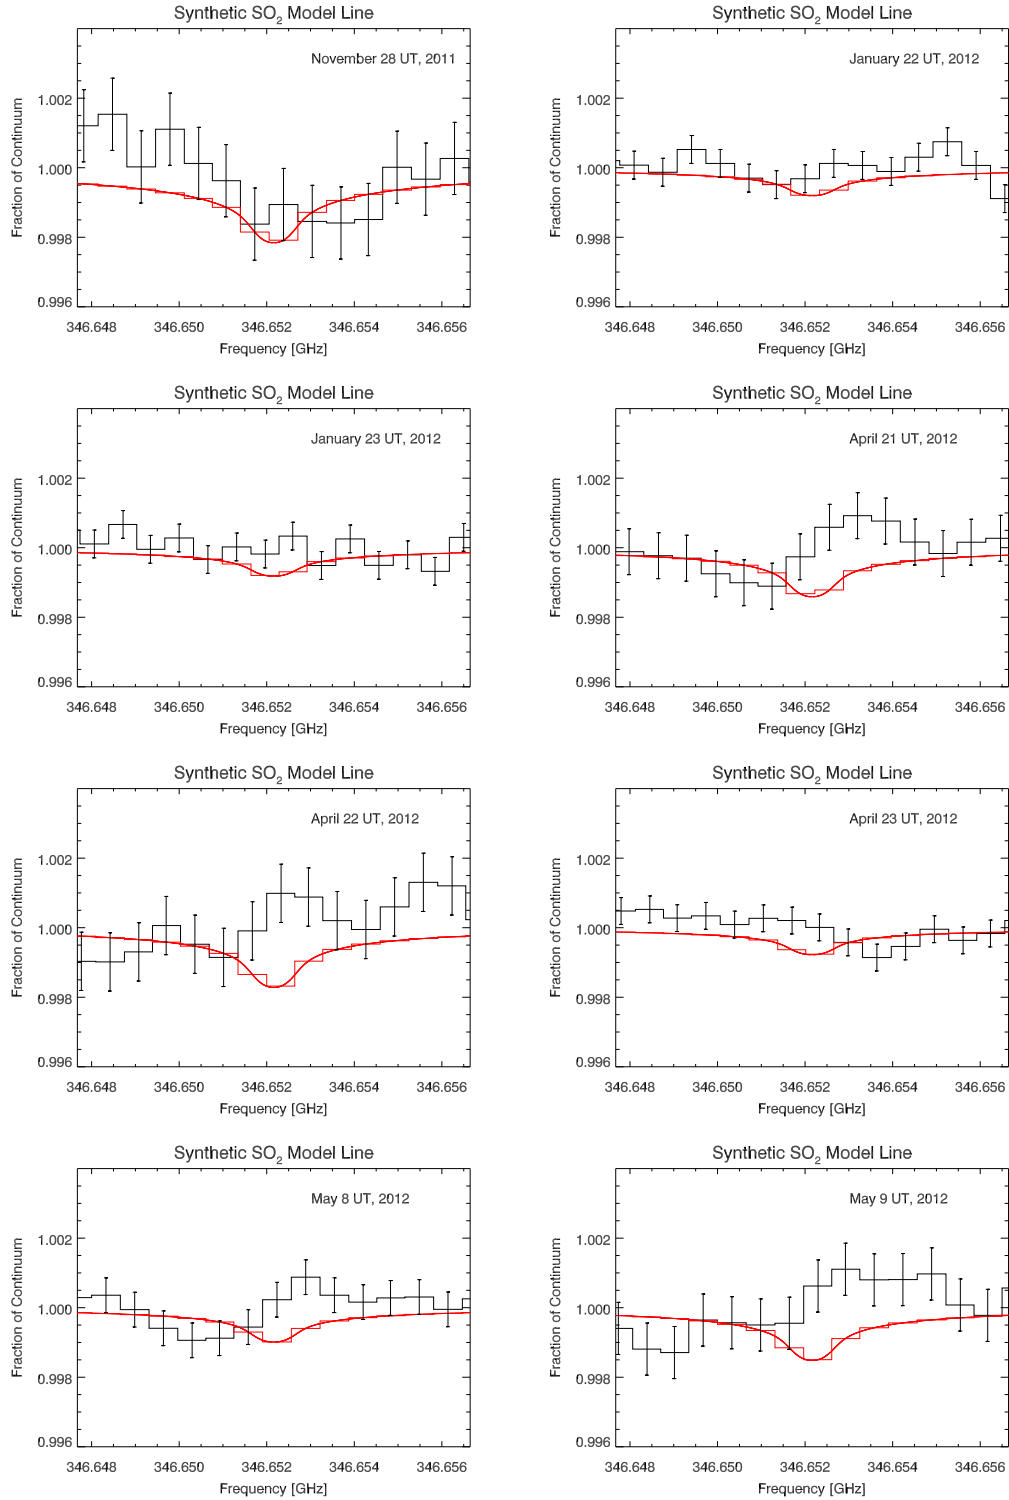 Synthetic SO2 Model Line
November 28 UT, 2011
Fraction of Continuum
1.002
1.000
0.998
0.996
346.648 346.650 346.652 346.654 346.656
Frequency [GHz]
Synthetic SO2 Model Line
January 22 UT, 2012
Fraction of Continuum
1.002
1.000
0.998
0.996
346.648 346.650 346.652 346.654 346.656
Frequency [GHz]
Synthetic SO2 Model Line
January 23 UT, 2012
Fraction of Continuum
1.002
1.000
0.998
0.996
346.648 346.650 346.652 346.654 346.656
Frequency [GHz]
Synthetic SO2 Model Line
April 21 UT, 2012
Fraction of Continuum
1.002
1.000
0.998
0.996
346.648 346.650 346.652 346.654 346.656
Frequency [GHz]
Synthetic SO2 Model Line
April 22 UT, 2012
Fraction of Continuum
1.002
1.000
0.998
0.996
346.648 346.650 346.652 346.654 346.656
Frequency [GHz]
Synthetic SO2 Model Line
April 23 UT, 2012
Fraction of Continuum
1.002
1.000
0.998
0.996
346.648 346.650 346.652 346.654 346.656
Frequency [GHz]
Synthetic SO2 Model Line
May 8 UT, 2012
Fraction of Continuum
1.002
1.000
0.998
0.996
346.648 346.650 346.652 346.654 346.656
Frequency [GHz]
Synthetic SO2 Model Line
May 9 UT, 2012
Fraction of Continuum
1.002
1.000
0.998
0.996
346.648 346.650 346.652 346.654 346.656
Frequency [GHz]